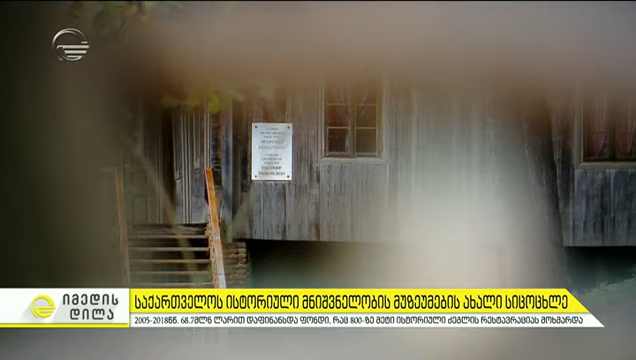 იმედის
დილა
საქართველოს ისტორიული მნიშვნელობის მუზეუმების ახალი სიცოცხლე
2005-2018წწ. 68.7მლნ ლარით დაფინანსდა ფონდი, რაც 800-ზე მეტი ისტორიული ძეგლის რესტავრაციას მოხმარდა